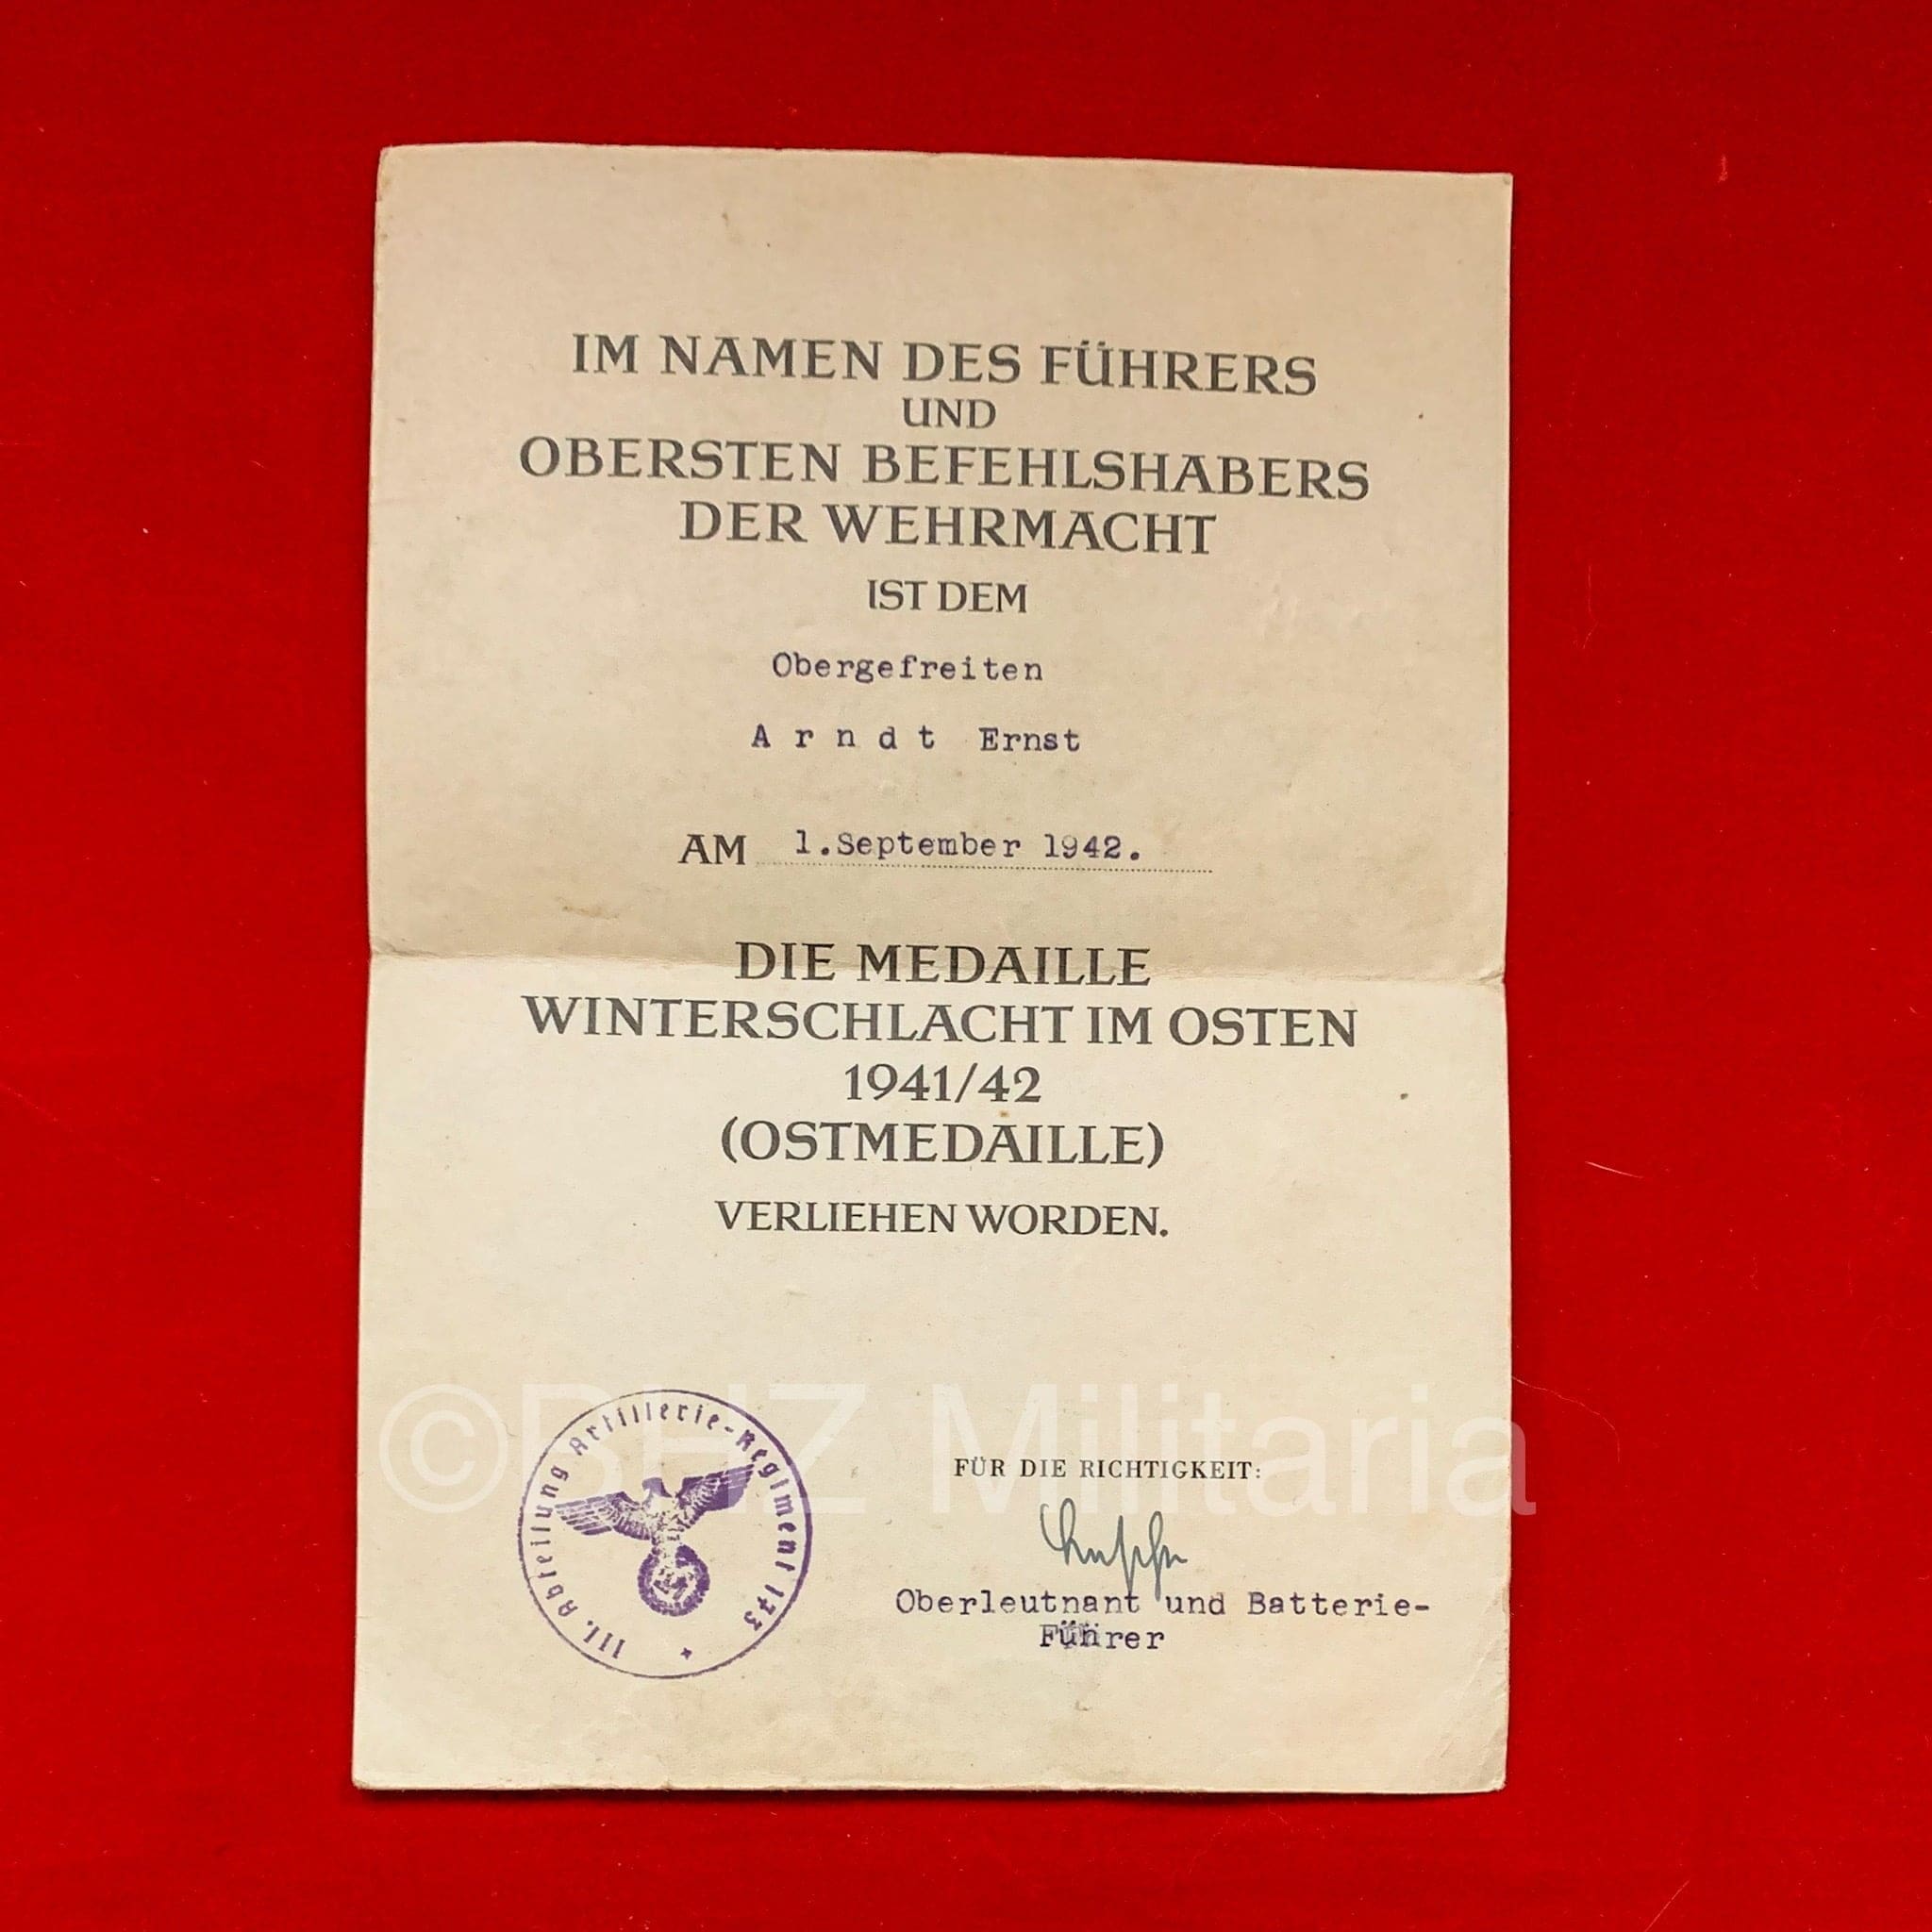 IM NAMEN DES FÜHRERS
UND
OBERSTEN BEFEHLSHABERS
DER WEHRMACHT
IST DEM
Obergefreiten
A r n d t Ernst
AM 1.September 1942.
DIE MEDAILLE
WINTERSCHLACHT IM OSTEN
1941/42
(OSTMEDAILLE)
VERLIEHEN WORDEN.
©BHZ Militaria
III. Abteilung Artillerie-Regiment 173
FÜR DIE RICHTIGKEIT:
Oberleutnant und Batterie-
Führer